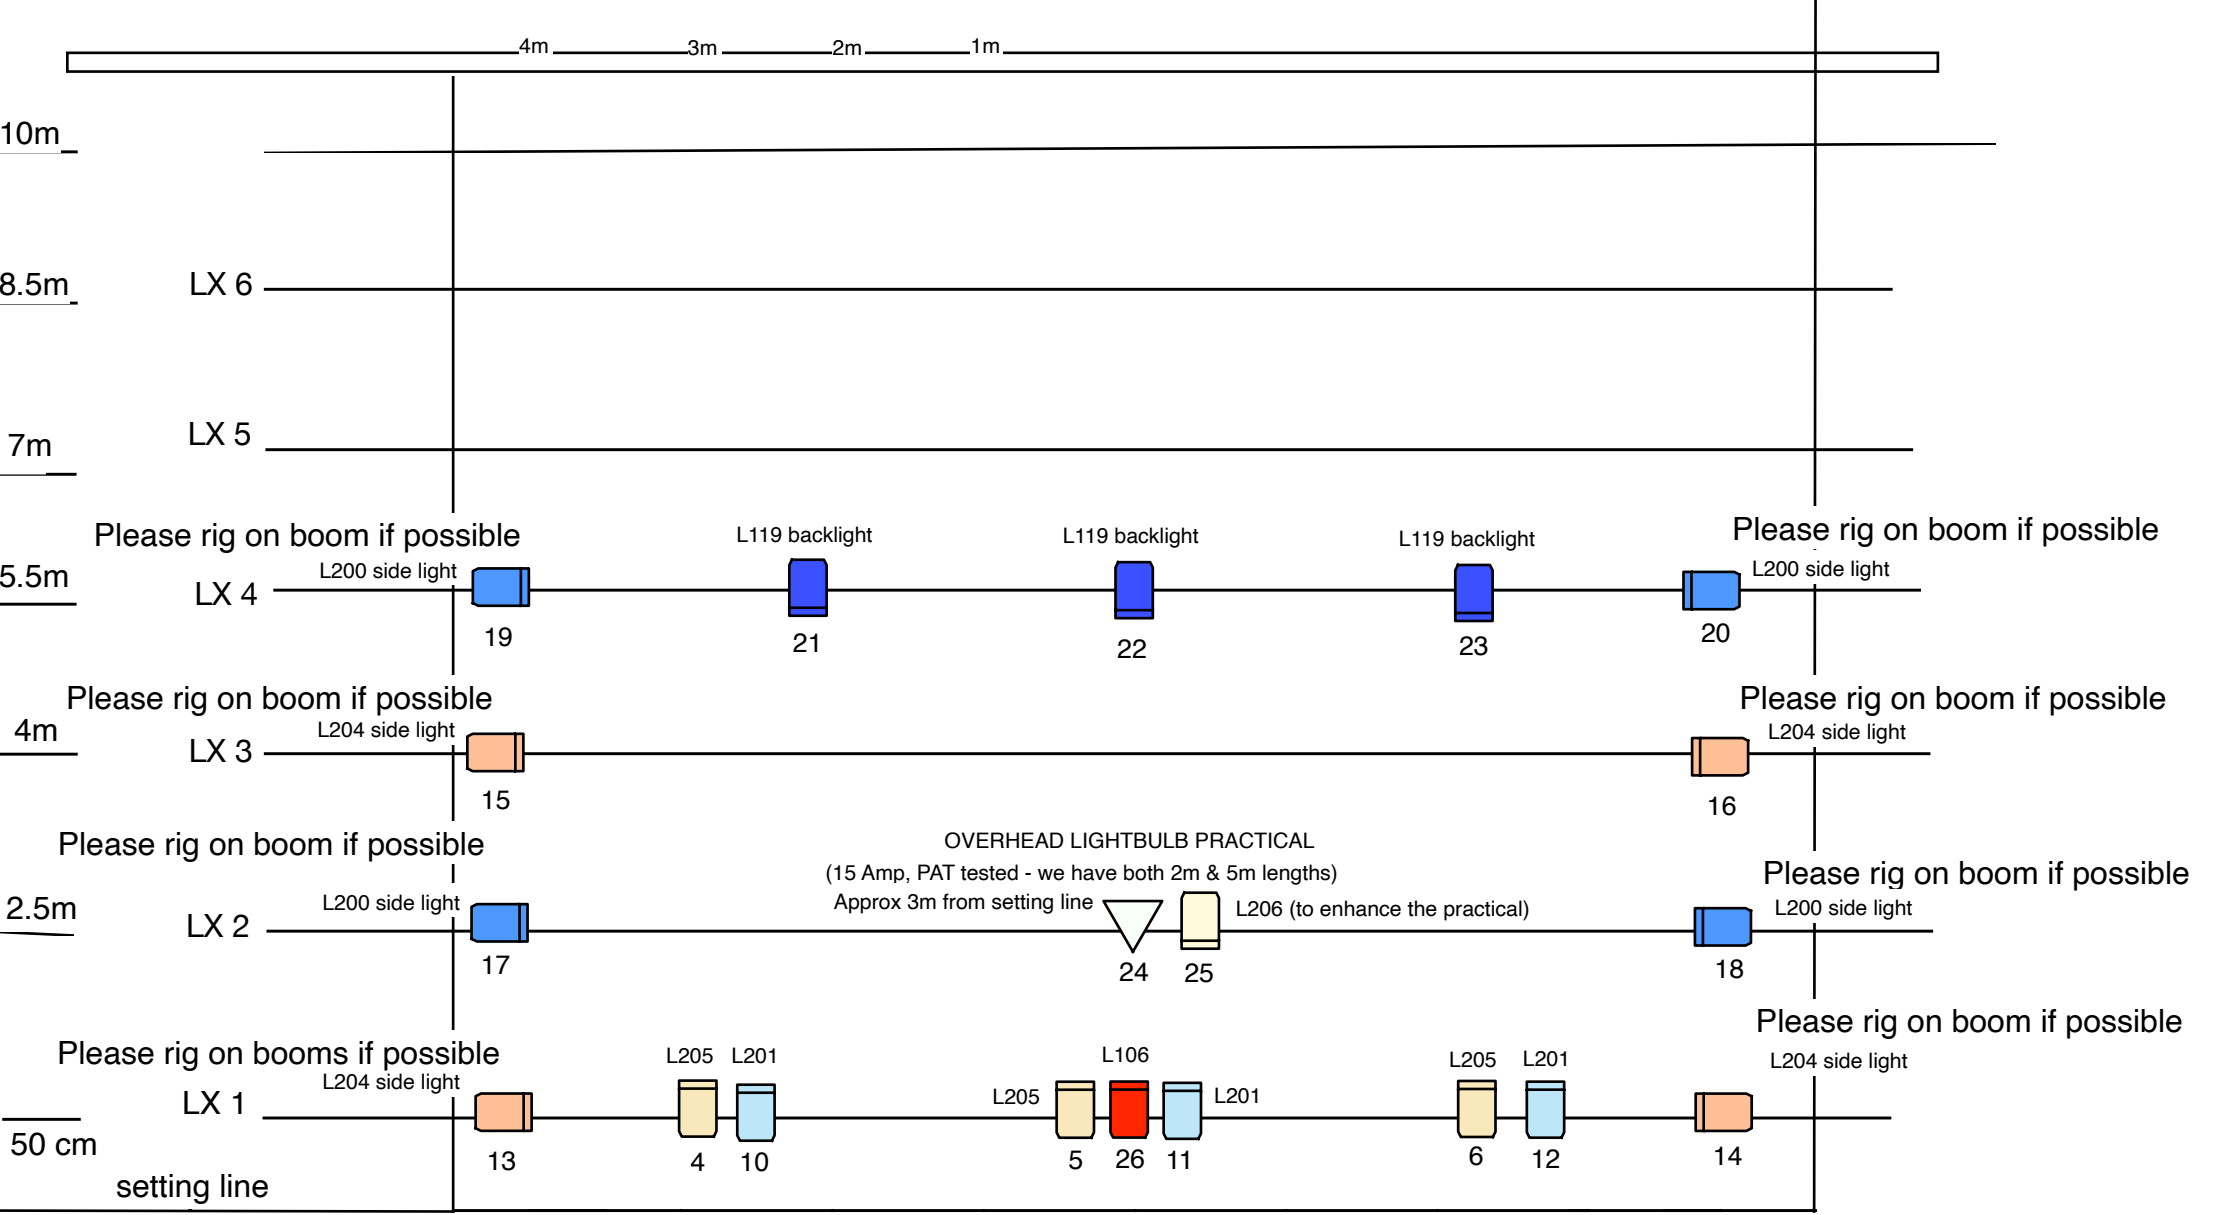 4m 3m 2m 1m
10m
8.5m LX 6
7m LX 5
Please rig on boom if possible L119 backlight L119 backlight L119 backlight Please rig on boom if possible
5.5m L200 side light L200 side light
LX 4
19 21 22 23 20
Please rig on boom if possible Please rig on boom if possible
4m L204 side light L204 side light
LX 3
15 16
Please rig on boom if possible OVERHEAD LIGHTBULB PRACTICAL
(15 Amp, PAT tested - we have both 2m & 5m lengths) Please rig on boom if possible
2.5m L200 side light Approx 3m from setting line L206 (to enhance the practical) L200 side light
LX 2
17 24 25 18
Please rig on boom if possible
Please rig on booms if possible L205 L201 L106 L205 L201 L204 side light
L204 side light
LX 1 L205 L201
50 cm
13 4 10 5 26 11 6 12 14
setting line